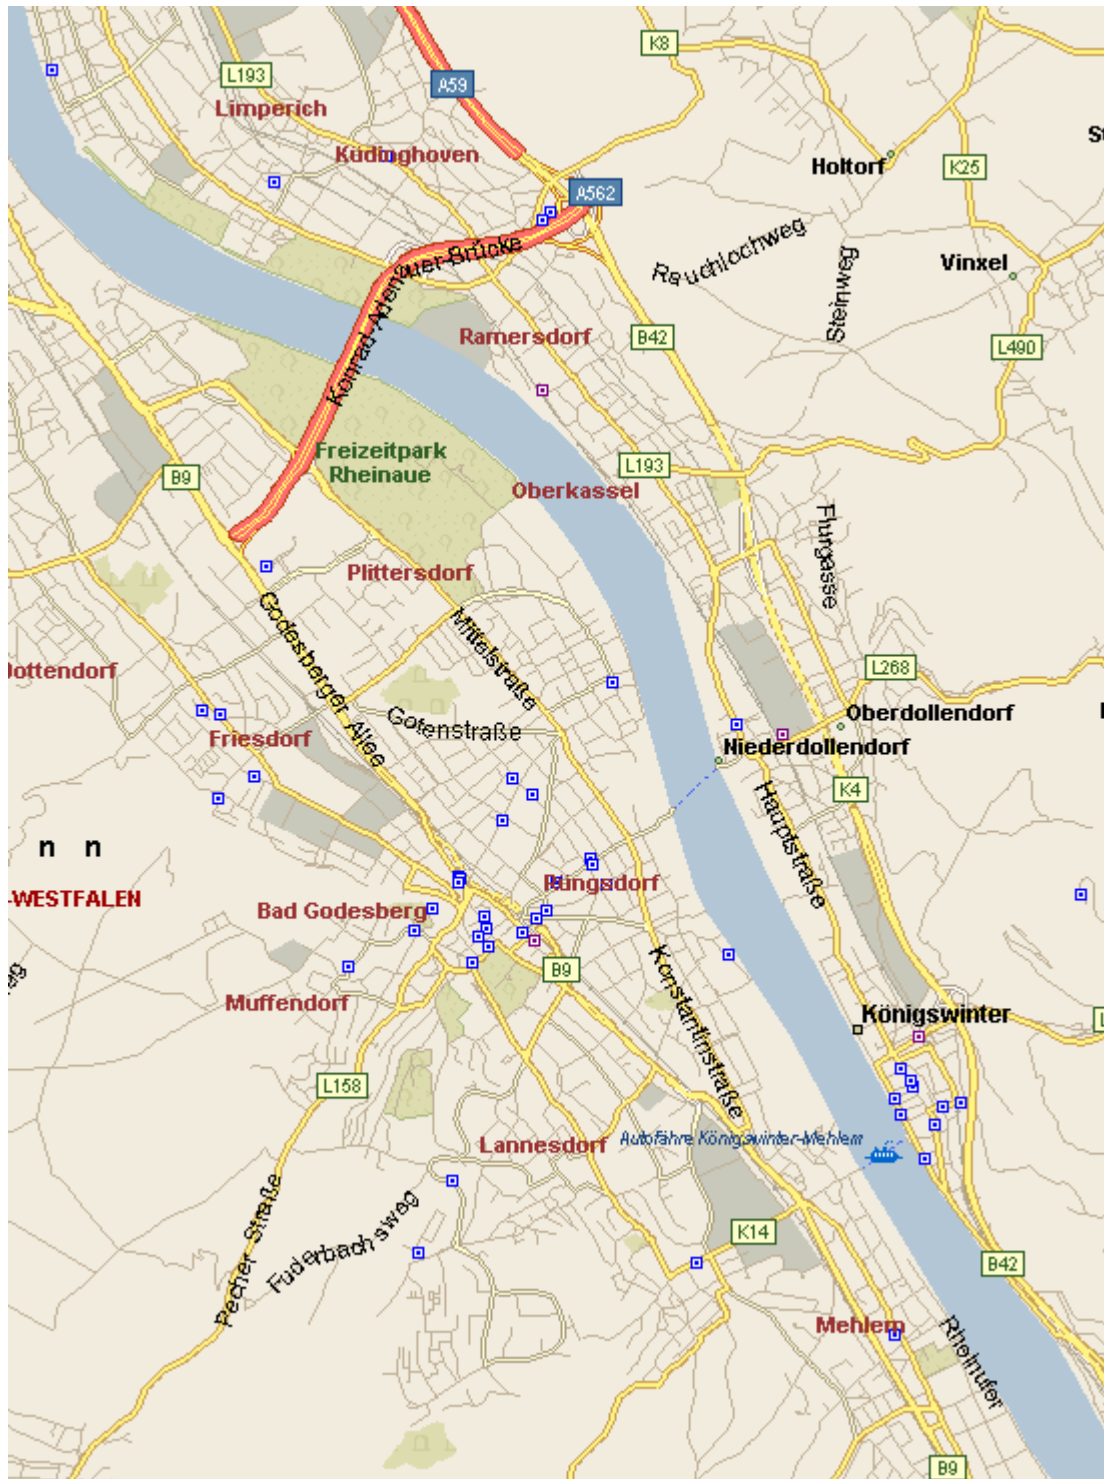 K8
L193
A59
Limperich
Küdinghoven
Holtorf
K25
A562
Rauchlochweg
Steinweg
Vinxel
Konrad-Adenauer-Brücke
Ramersdorf
B42
L490
Freizeitpark
Rheinaue
B9
L193
Oberkassel
Flurgasse
Plittersdorf
Godesberger Allee
Mittelstraße
L268
Gotenstraße
Oberdollendorf
Friesdorf
Niederdollendorf
K4
Hauptstraße
n n
-WESTFALEN
Rüngsdorf
Bad Godesberg
B9
Konstantinstraße
Muffendorf
Königswinter
L158
Lannesdorf
Autofähre Königswinter-Mehlem
Pecher Straße
Fuderbachsweg
K14
B42
Mehlem
Rheinufer
B9